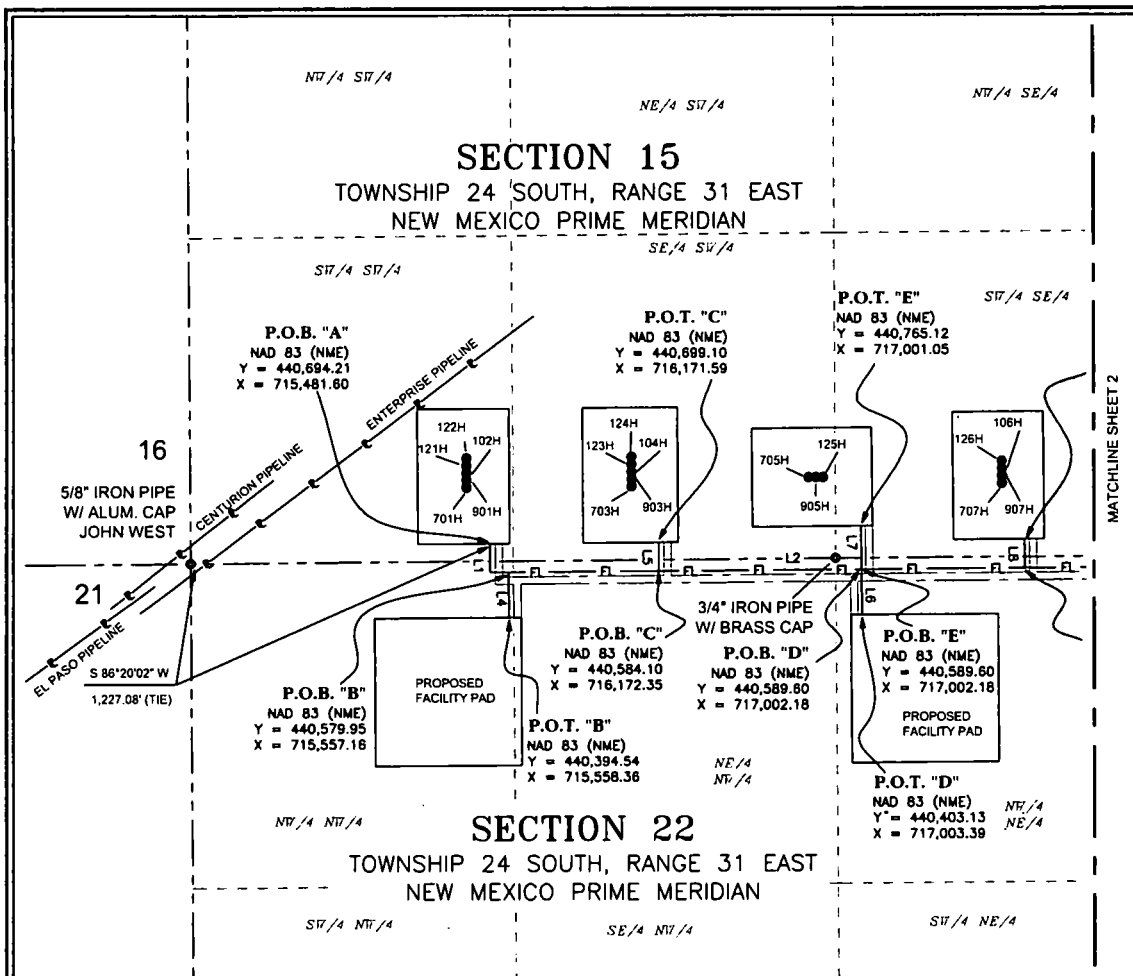 NW/4 SW/4
NE/4 SW/4
NW/4 SE/4
SECTION 15
TOWNSHIP 24 SOUTH, RANGE 31 EAST
NEW MEXICO PRIME MERIDIAN
SW/4 SW/4
SE/4 SW/4
SW/4 SE/4
P.O.B. "A"
NAD 83 (NME)
Y = 440,694.21
X = 715,481.60
P.O.T. "C"
NAD 83 (NME)
Y = 440,699.10
X = 716,171.59
P.O.T. "E"
NAD 83 (NME)
Y = 440,765.12
X = 717,001.05
ENTERPRISE PIPELINE
CENTURION PIPELINE
EL PASO PIPELINE
MATCHLINE SHEET 2
16
21
5/8" IRON PIPE
W/ ALUM. CAP
JOHN WEST
122H
121H
102H
701H
901H
124H
123H
104H
703H
903H
125H
705H
905H
106H
126H
707H
907H
L1
L5
L2
L7
L8
FL
FL
FL
FL
FL
FL
FL
L4
L6
S 86°20'02" W
1,227.08' (TIE)
3/4" IRON PIPE
W/ BRASS CAP
P.O.B. "B"
NAD 83 (NME)
Y = 440,579.95
X = 715,557.16
PROPOSED
FACILITY PAD
P.O.T. "B"
NAD 83 (NME)
Y = 440,394.54
X = 715,558.36
P.O.B. "C"
NAD 83 (NME)
Y = 440,584.10
X = 716,172.35
P.O.B. "D"
NAD 83 (NME)
Y = 440,589.60
X = 717,002.18
P.O.B. "E"
NAD 83 (NME)
Y = 440,589.60
X = 717,002.18
PROPOSED
FACILITY PAD
P.O.T. "D"
NAD 83 (NME)
Y = 440,403.13
X = 717,003.39
NW/4 NW/4
NE/4
NW/4
NW/4
NE/4
SECTION 22
TOWNSHIP 24 SOUTH, RANGE 31 EAST
NEW MEXICO PRIME MERIDIAN
SW/4 NW/4
SE/4 NW/4
SW/4 NE/4